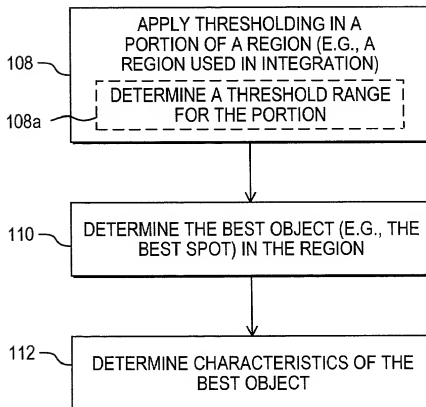 APPLY THRESHOLDING IN A
PORTION OF A REGION (E.G., A
REGION USED IN INTEGRATION)
108
DETERMINE A THRESHOLD RANGE
FOR THE PORTION
108a
DETERMINE THE BEST OBJECT (E.G., THE
BEST SPOT) IN THE REGION
110
112
DETERMINE CHARACTERISTICS OF THE
BEST OBJECT